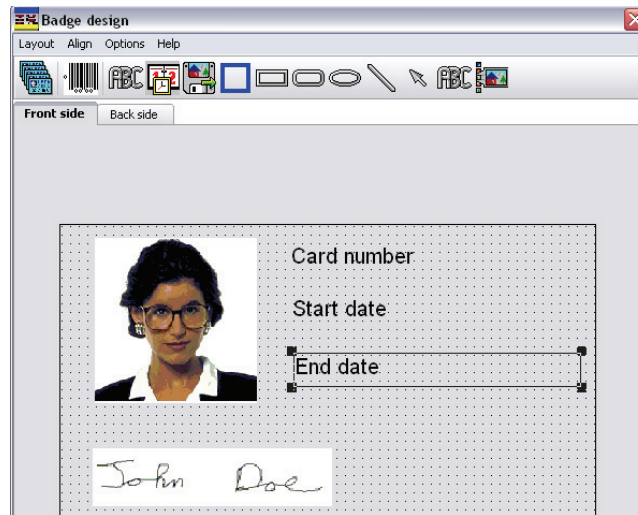 Badge design
Layout Align Options Help
ABC ABC
Front side Back side
Card number
Start date
End date
John Doe